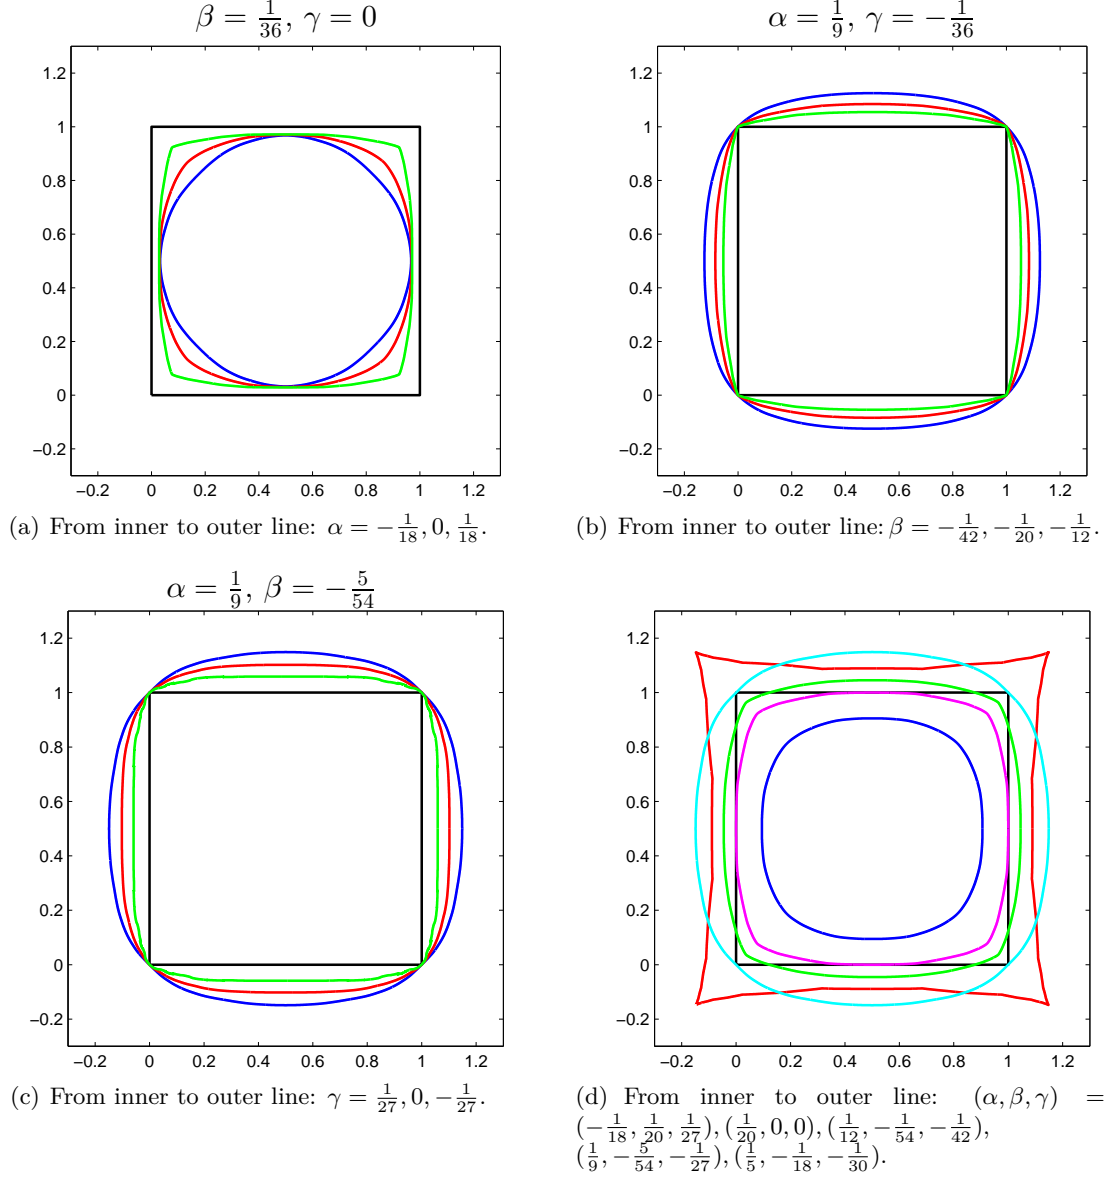 β = 1/36, γ = 0
1.2
1
0.8
0.6
0.4
0.2
0
−0.2
−0.2 0 0.2 0.4 0.6 0.8 1 1.2
(a) From inner to outer line: α = −1/18, 0, 1/18.
α = 1/9, γ = −1/36
1.2
1
0.8
0.6
0.4
0.2
0
−0.2
−0.2 0 0.2 0.4 0.6 0.8 1 1.2
(b) From inner to outer line: β = −1/42, −1/20, −1/12.
α = 1/9, β = −5/54
1.2
1
0.8
0.6
0.4
0.2
0
−0.2
−0.2 0 0.2 0.4 0.6 0.8 1 1.2
(c) From inner to outer line: γ = 1/27, 0, −1/27.
1.2
1
0.8
0.6
0.4
0.2
0
−0.2
−0.2 0 0.2 0.4 0.6 0.8 1 1.2
(d) From inner to outer line: (α, β, γ) =
(−1/18, 1/20, 1/27), (1/20, 0, 0), (1/12, −1/54, −1/42),
(1/9, −5/54, −1/27), (1/5, −1/18, −1/30).